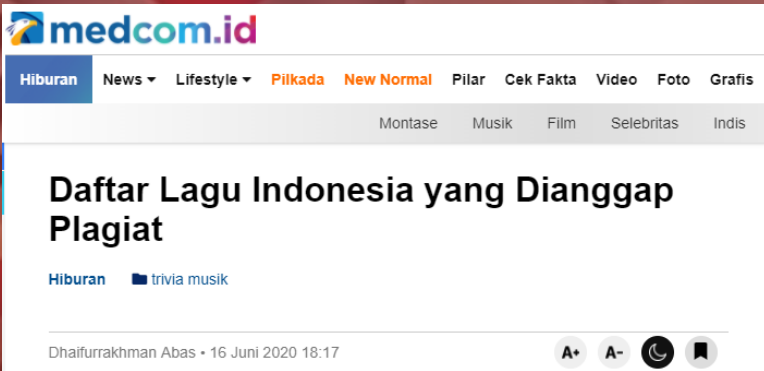 medcom.id
Hiburan News Lifestyle Pilkada New Normal Pilar Cek Fakta Video Foto Grafis
Montase Musik Film Selebritas Indis
Daftar Lagu Indonesia yang Dianggap
Plagiat
Hiburan trivia musik
Dhaifurrakhman Abas • 16 Juni 2020 18:17 A+ A-